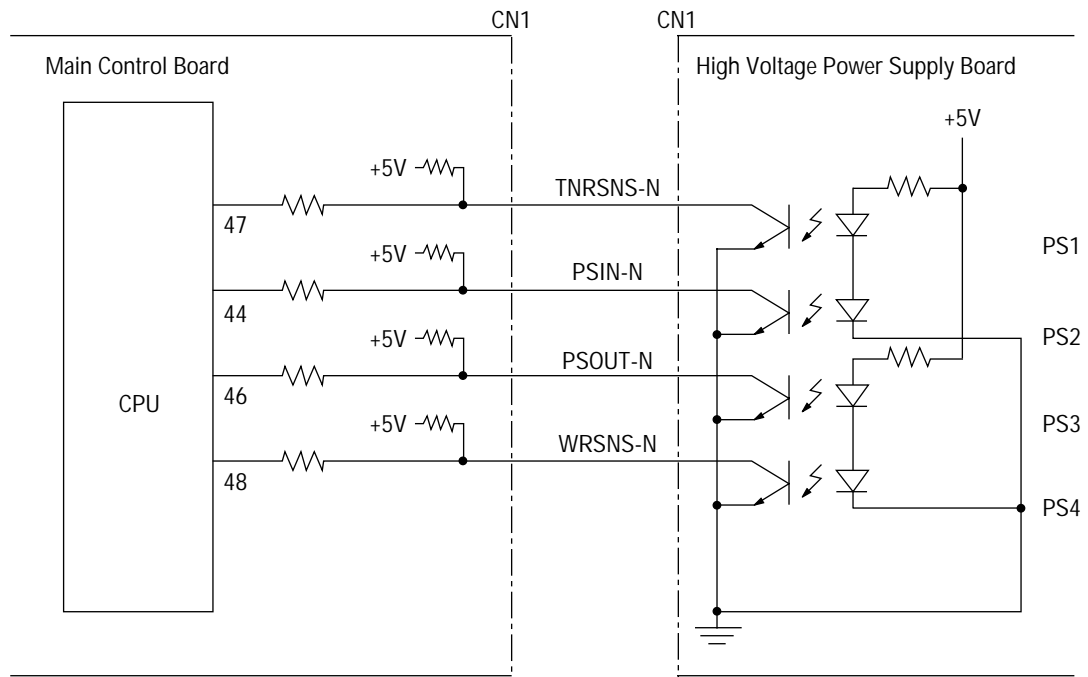 CN1 CN1
Main Control Board
High Voltage Power Supply Board
+5V
+5V
TNRSNS-N
47
PS1
+5V
PSIN-N
44
PS2
+5V
PSOUT-N
46
CPU
PS3
+5V
WRSNS-N
48
PS4